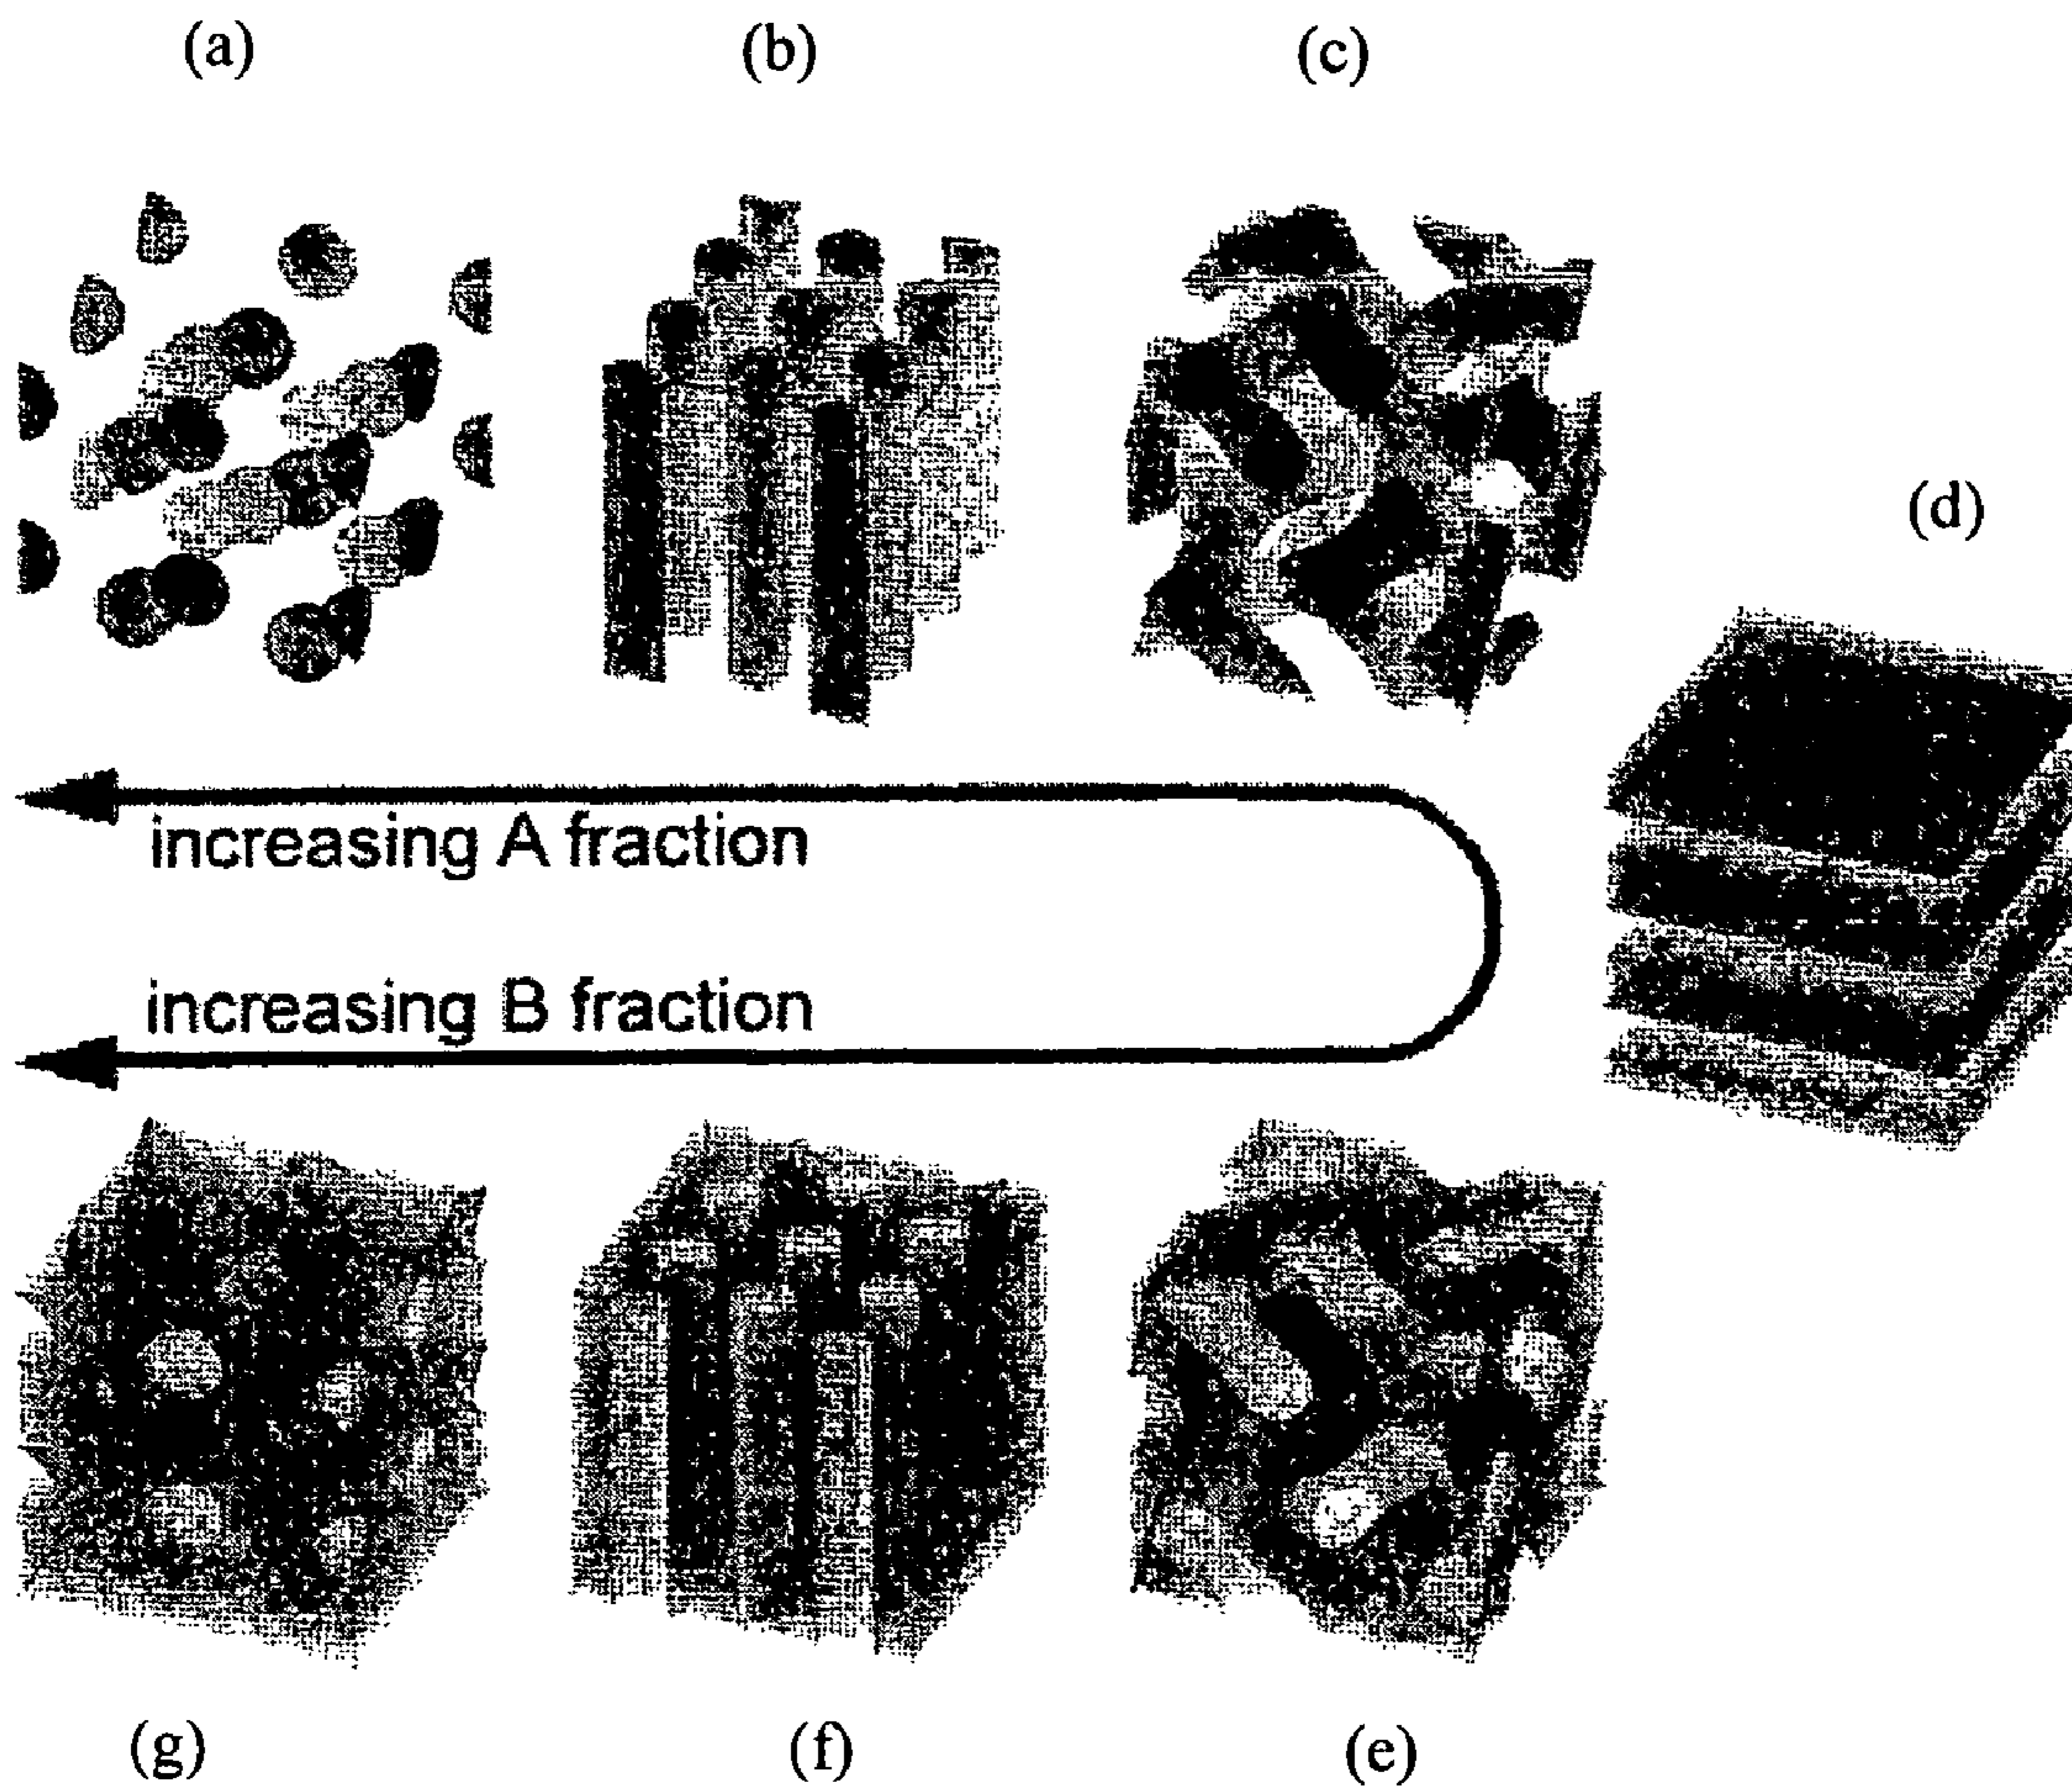 (a)
(b)
(c)
(d)
increasing A fraction
increasing B fraction
(g)
(f)
(e)